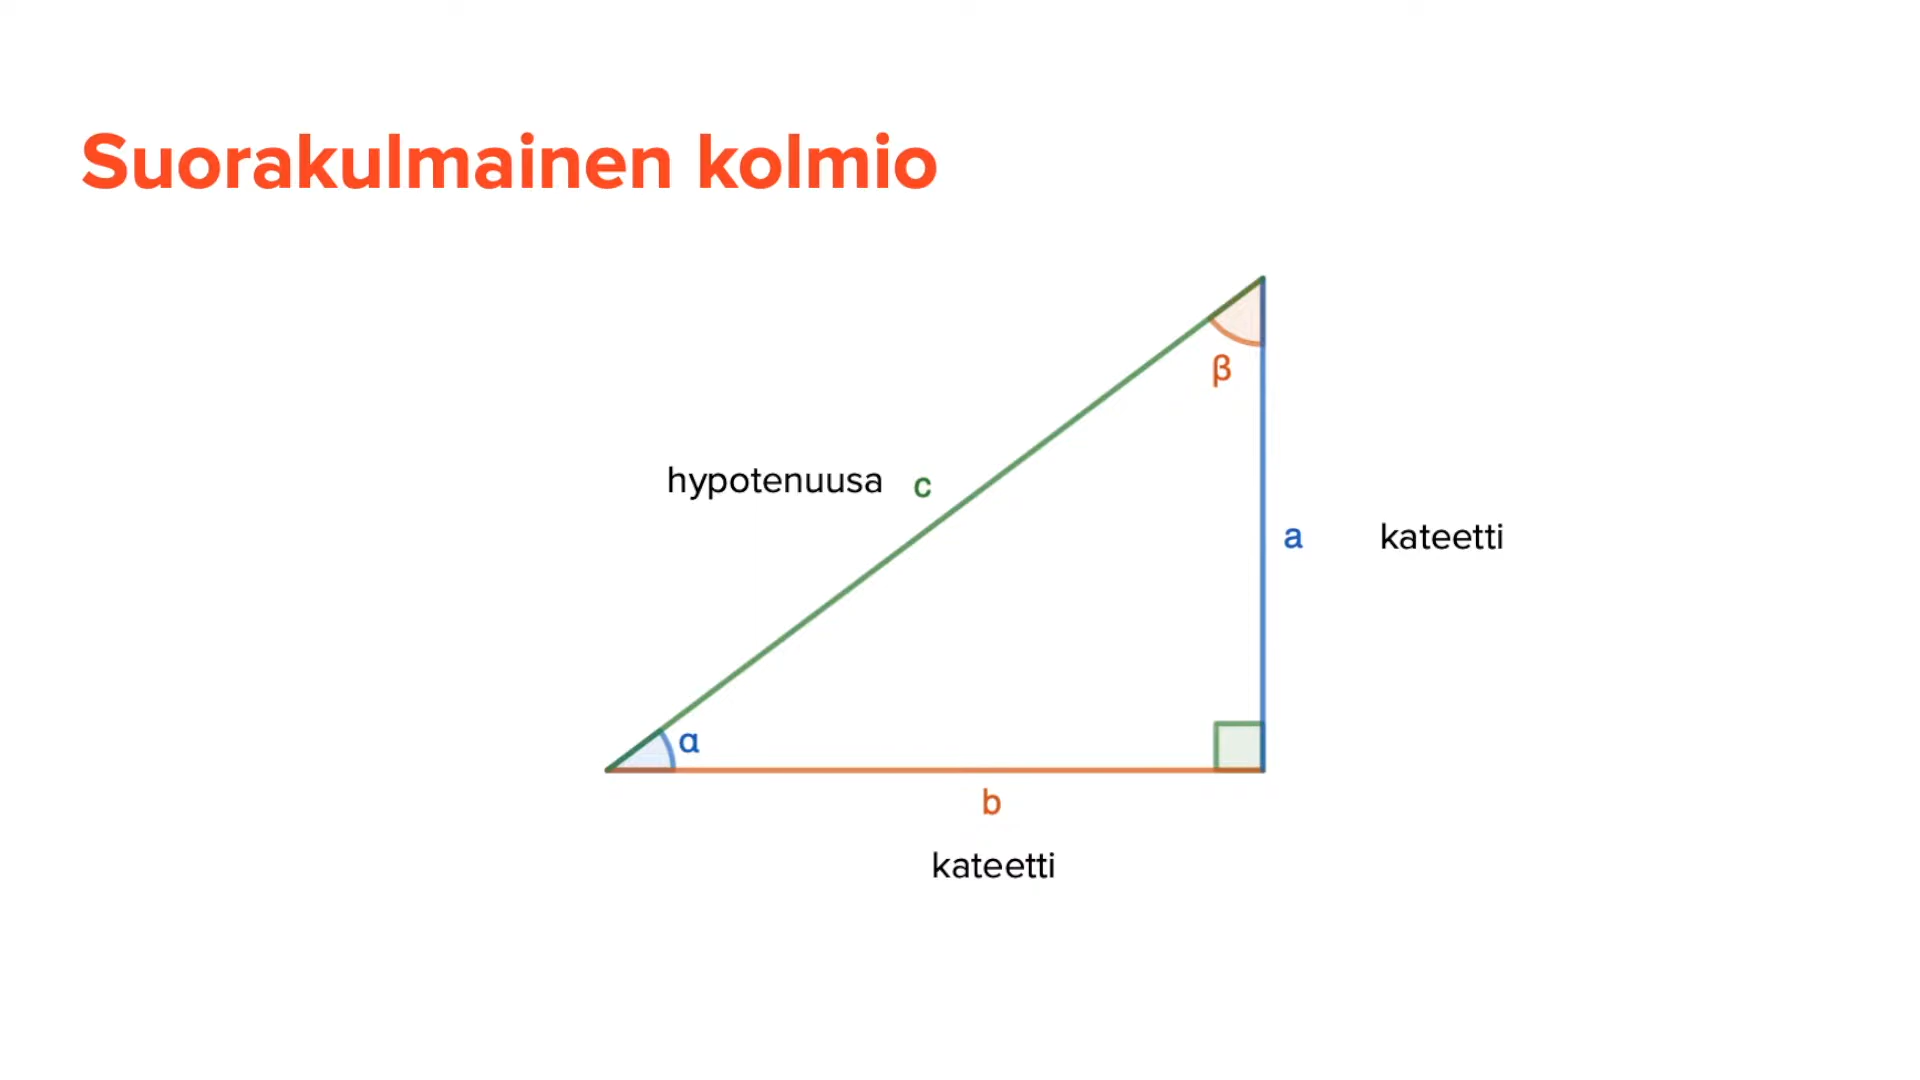 Suorakulmainen kolmio
β
hypotenuusa c
a kateetti
α
b
kateetti